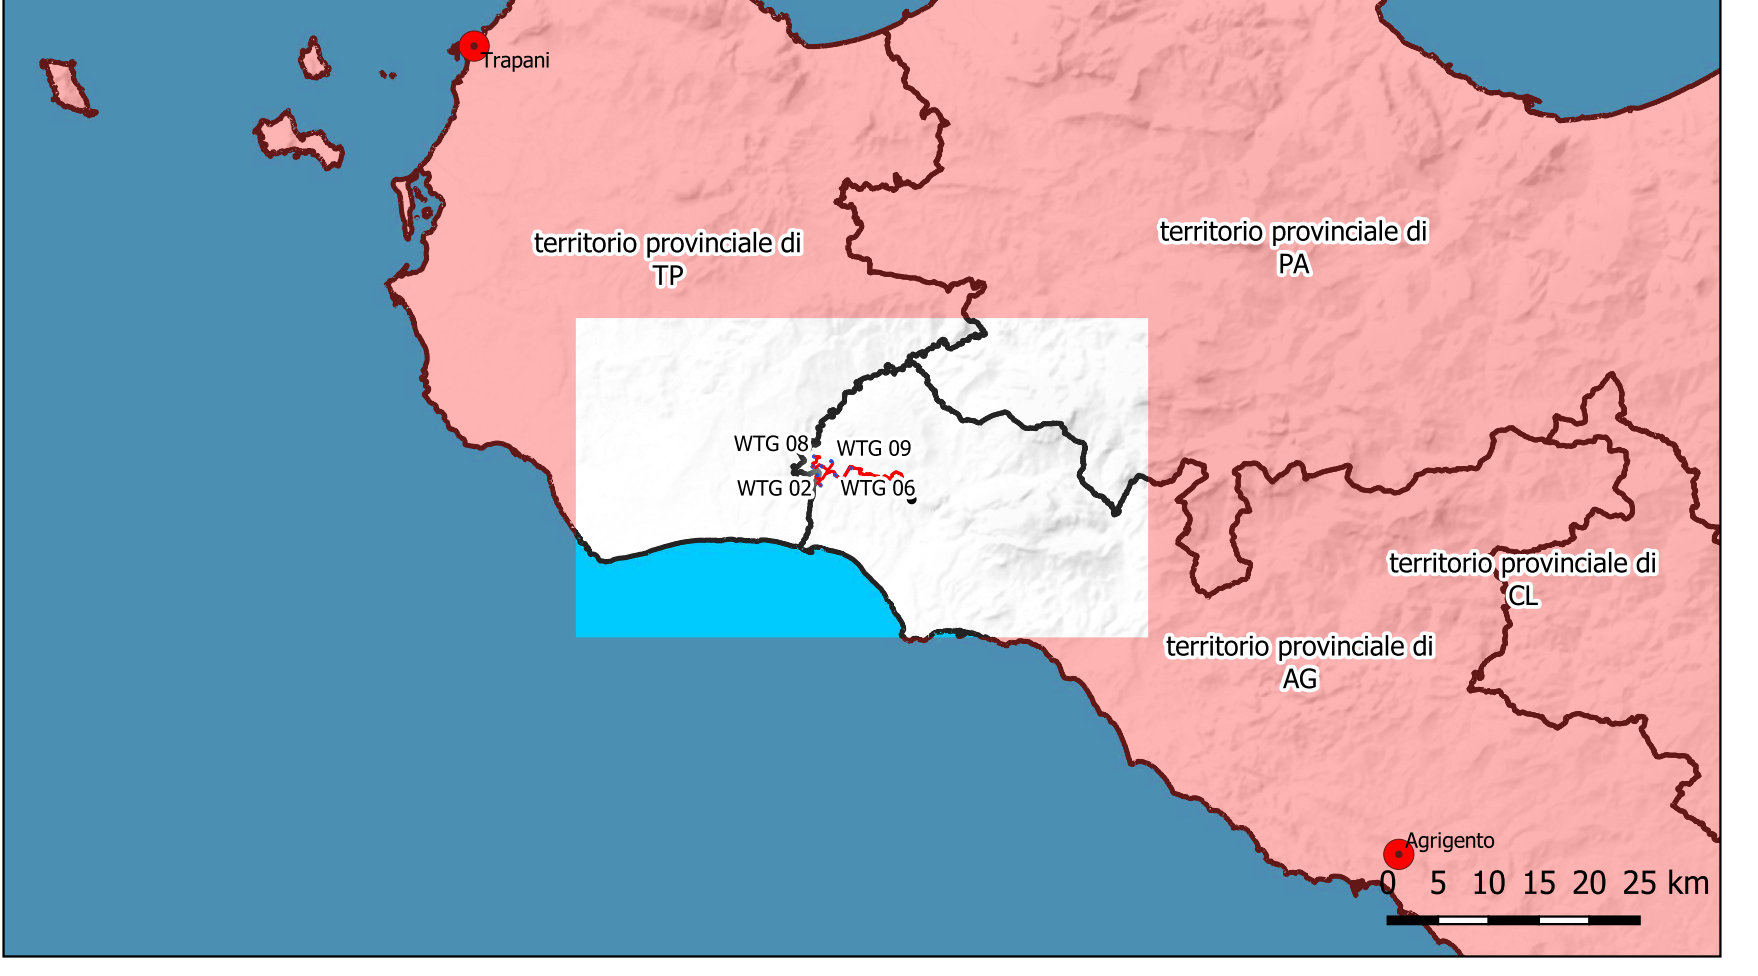 Trapani
territorio provinciale di
TP
territorio provinciale di
PA
WTG 08
WTG 09
WTG 02
WTG 06
territorio provinciale di
CL
territorio provinciale di
AG
Agrigento
0 5 10 15 20 25 km